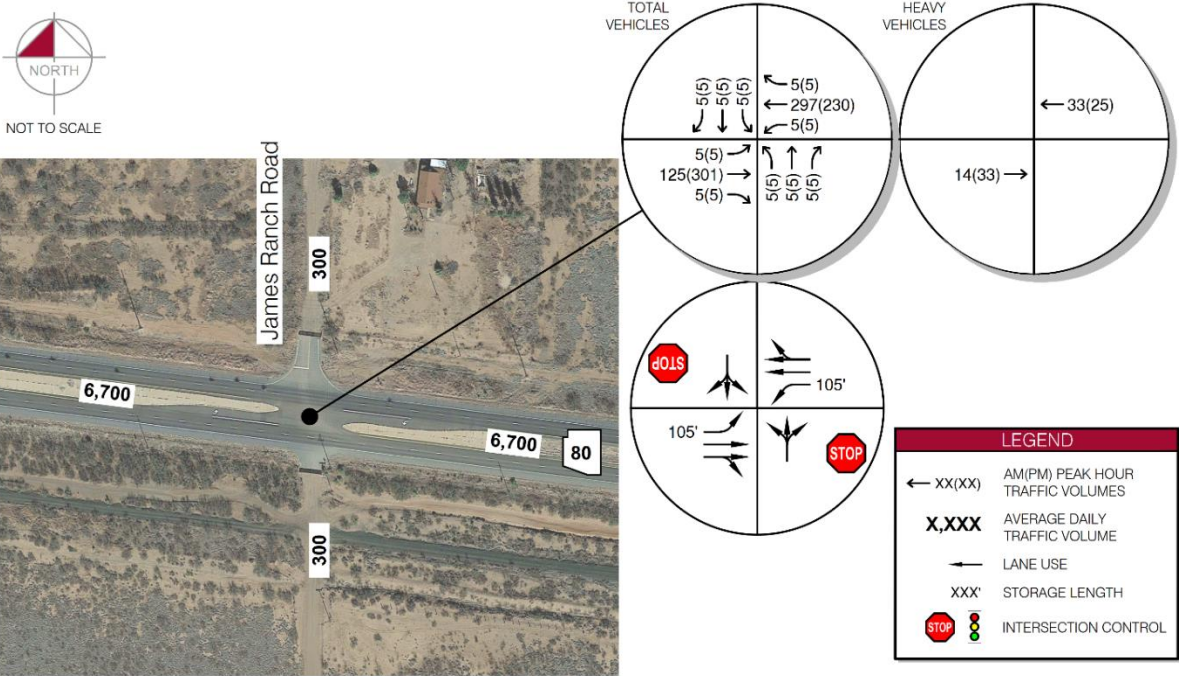 NORTH
NOT TO SCALE
TOTAL
VEHICLES
5(5)
5(5)
5(5)
5(5)
297(230)
5(5)
5(5)
125(301)
5(5)
5(5)
5(5)
5(5)
HEAVY
VEHICLES
33(25)
14(33)
James Ranch Road
300
6,700
6,700
80
300
STOP
105'
105'
STOP
LEGEND
XX(XX) AM(PM) PEAK HOUR
TRAFFIC VOLUMES
X,XXX AVERAGE DAILY
TRAFFIC VOLUME
LANE USE
XXX' STORAGE LENGTH
STOP INTERSECTION CONTROL